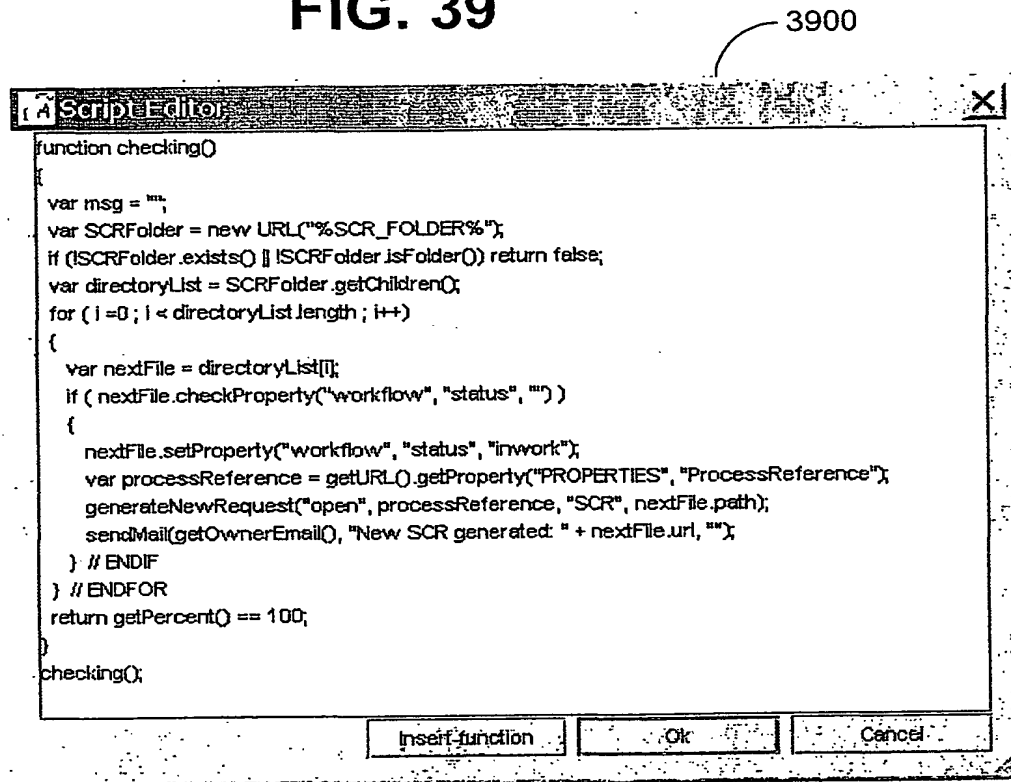 FIG. 39
3900
Script Editor
function checking()
{
var msg = "";
var SCRFolder = new URL("%SCR_FOLDER%");
if (!SCRFolder.exists() || !SCRFolder.isFolder()) return false;
var directoryList = SCRFolder.getChildren();
for ( i =0 ; i < directoryList.length ; i++)
{
var nextFile = directoryList[i];
if ( nextFile.checkProperty("workflow", "status", "") )
{
nextFile.setProperty("workflow", "status", "inwork");
var processReference = getURL().getProperty("PROPERTIES", "ProcessReference");
generateNewRequest("open", processReference, "SCR", nextFile.path);
sendMail(getOwnerEmail(), "New SCR generated: " + nextFile.url, "");
} // ENDIF
} // ENDFOR
return getPercent() == 100;
}
checking();
Insert function Ok Cancel